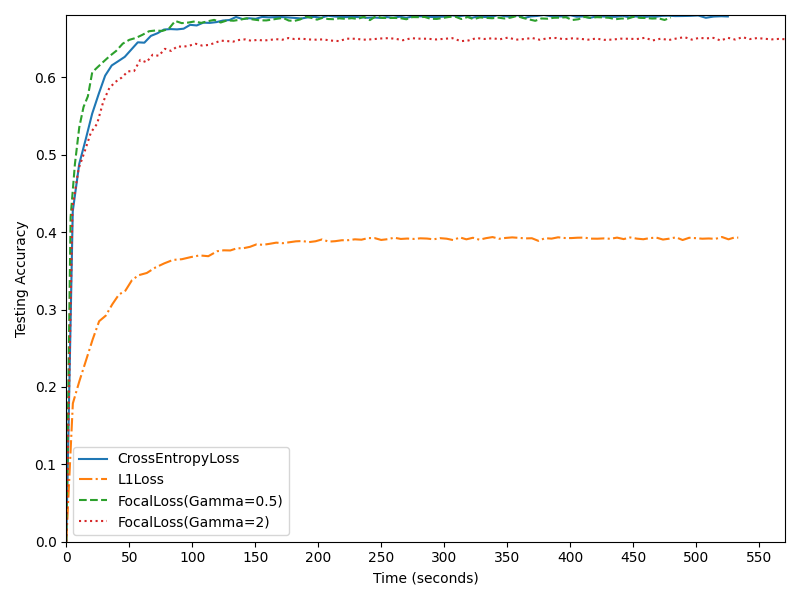 0.6
0.5
0.4
0.3
0.2
0.1
0.0
Testing Accuracy
CrossEntropyLoss
L1Loss
FocalLoss(Gamma=0.5)
FocalLoss(Gamma=2)
0 50 100 150 200 250 300 350 400 450 500 550
Time (seconds)